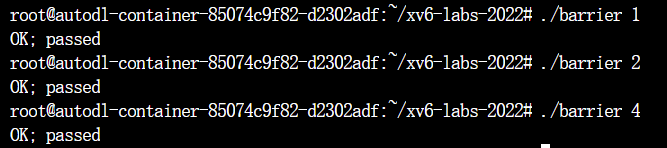 root@autodl-container-85074c9f82-d2302adf:~/xv6-labs-2022# ./barrier 1
OK; passed
root@autodl-container-85074c9f82-d2302adf:~/xv6-labs-2022# ./barrier 2
OK; passed
root@autodl-container-85074c9f82-d2302adf:~/xv6-labs-2022# ./barrier 4
OK; passed